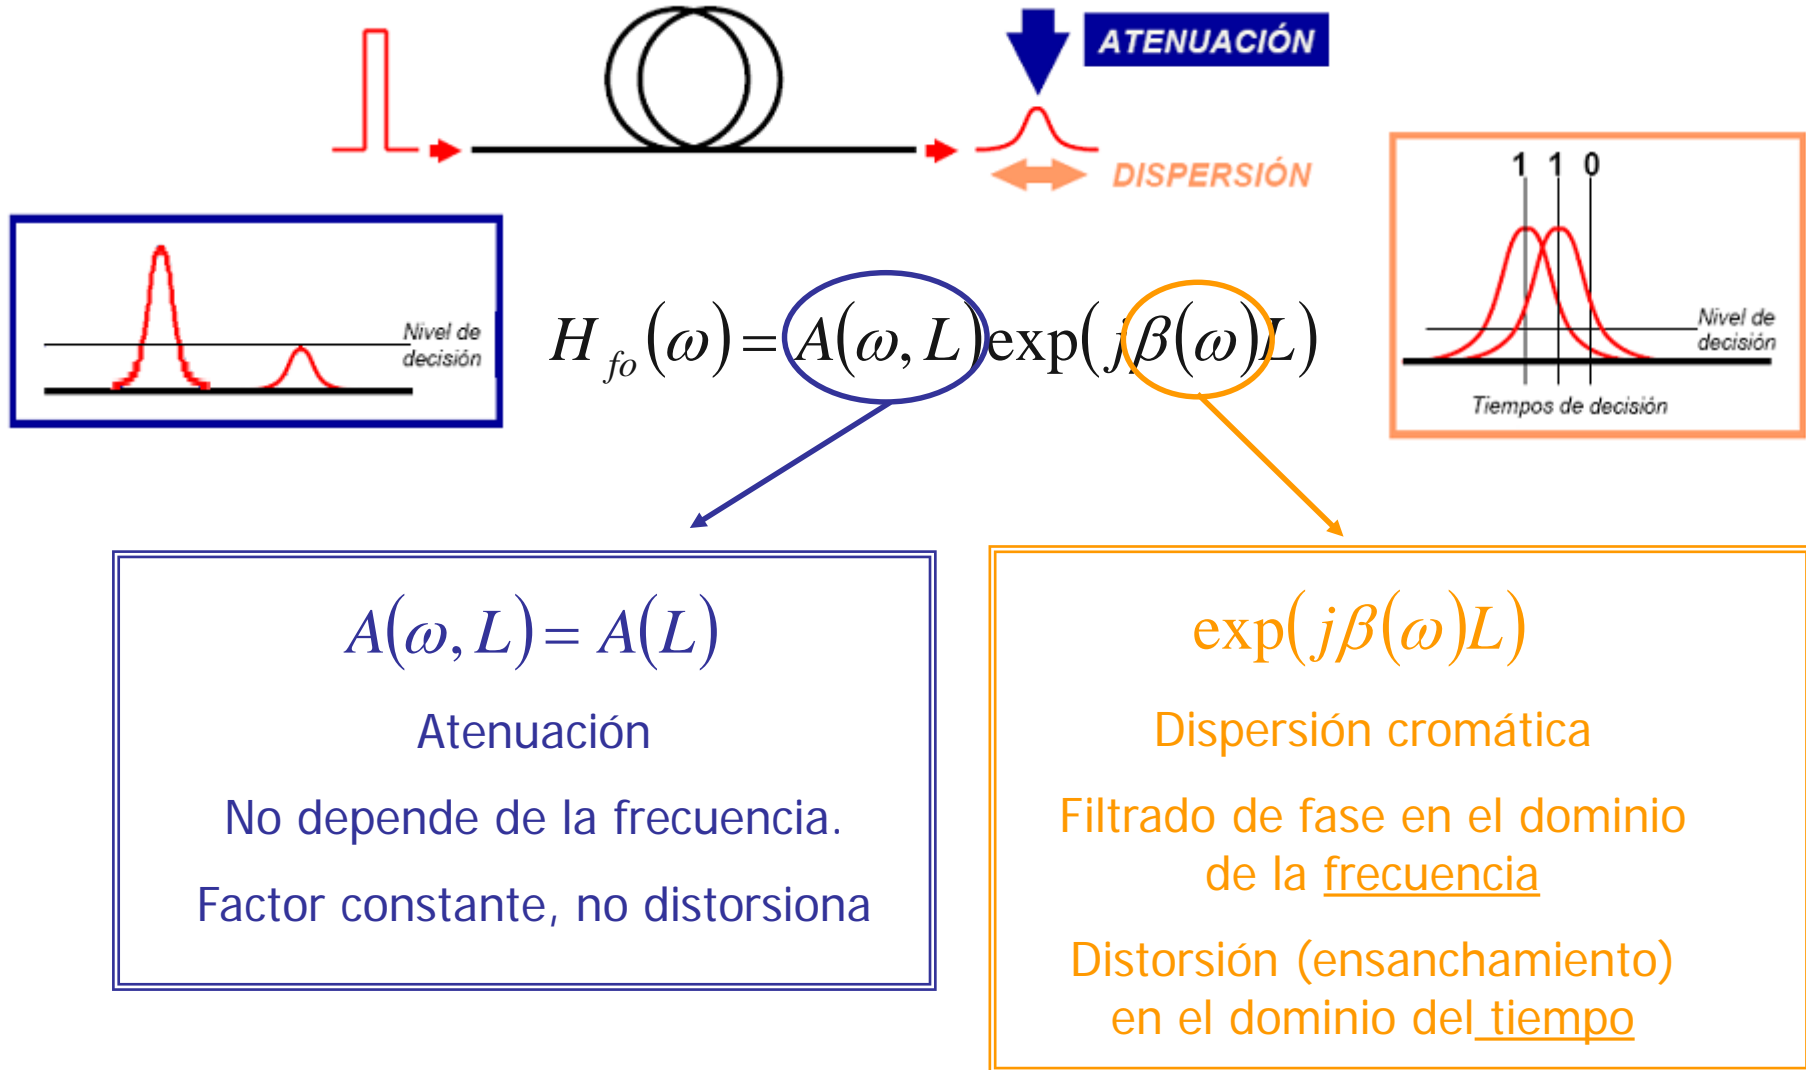 ATENUACIÓN
DISPERSIÓN
1 1 0
Nivel de
decisión
H_fo(ω) = A(ω, L)exp(jβ(ω)L)
Nivel de
decisión
Tiempos de decisión
A(ω, L) = A(L)
Atenuación
No depende de la frecuencia.
Factor constante, no distorsiona
exp(jβ(ω)L)
Dispersión cromática
Filtrado de fase en el dominio
de la frecuencia
Distorsión (ensanchamiento)
en el dominio del tiempo